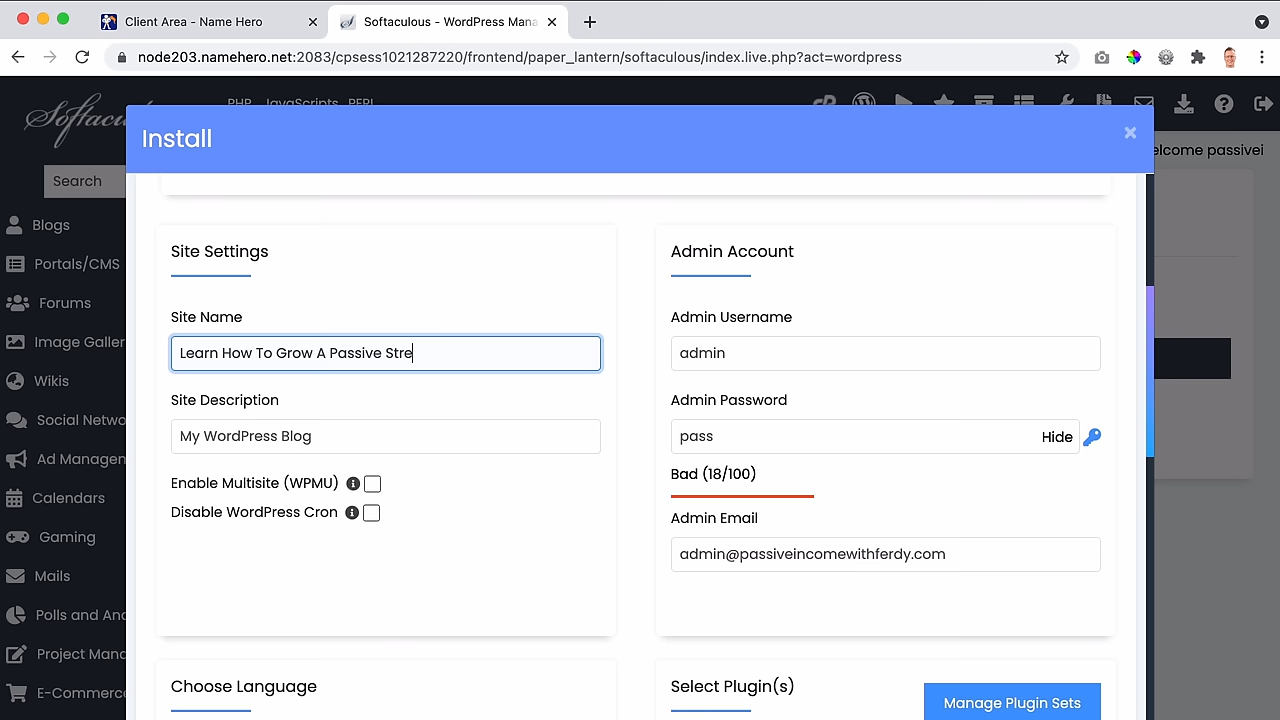 Client Area - Name Hero
Softaculous - WordPress Mana
node203.namehero.net:2083/cpsess1021287220/frontend/paper_lantern/softaculous/index.live.php?act=wordpress
Softacu
PHP JavaScripts PERL
Install
elcome passivei
Search
Blogs
Portals/CMS
Forums
Image Galler
Wikis
Social Netwo
Ad Managem
Calendars
Gaming
Mails
Polls and Ana
Project Mana
E-Commerc
Site Settings
Site Name
Learn How To Grow A Passive Stre
Site Description
My WordPress Blog
Enable Multisite (WPMU)
Disable WordPress Cron
Admin Account
Admin Username
admin
Admin Password
pass
Hide
Bad (18/100)
Admin Email
admin@passiveincomewithferdy.com
Choose Language
Select Plugin(s)
Manage Plugin Sets